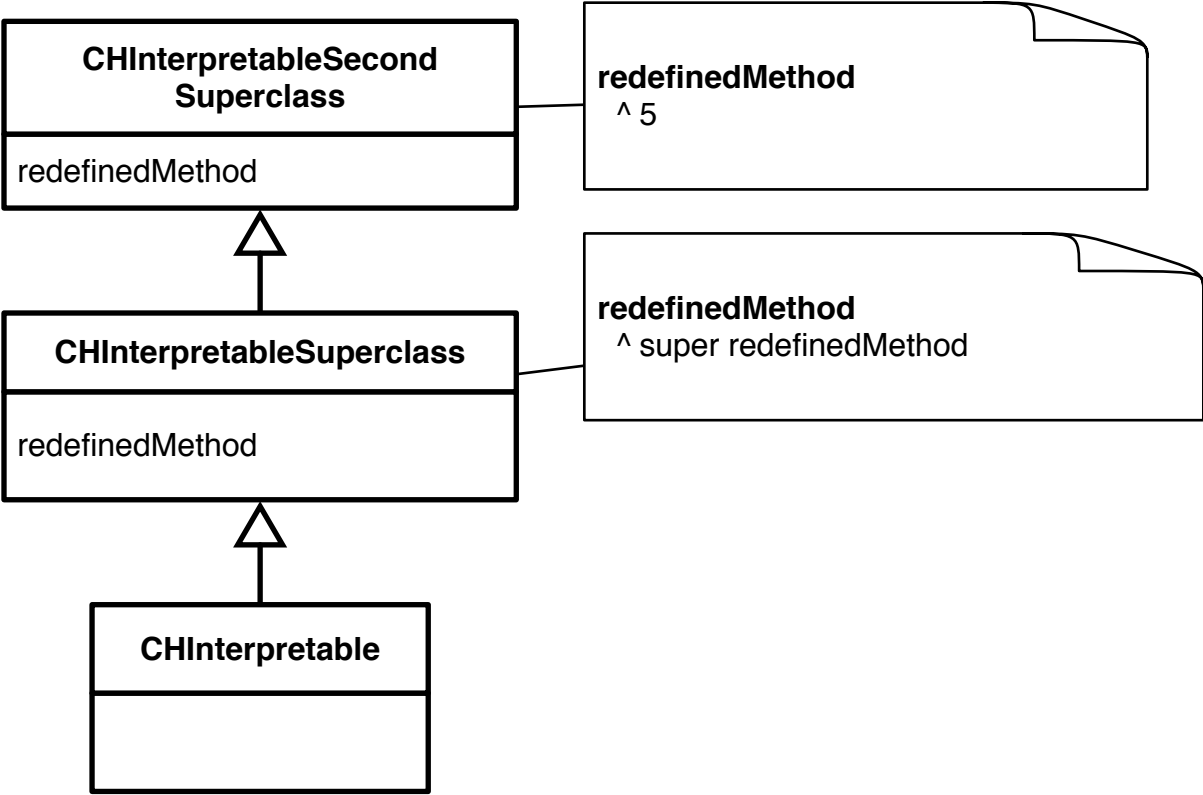 CHInterpretableSecond
Superclass
redefinedMethod
redefinedMethod
^ 5
CHInterpretableSuperclass
redefinedMethod
redefinedMethod
^ super redefinedMethod
CHInterpretable